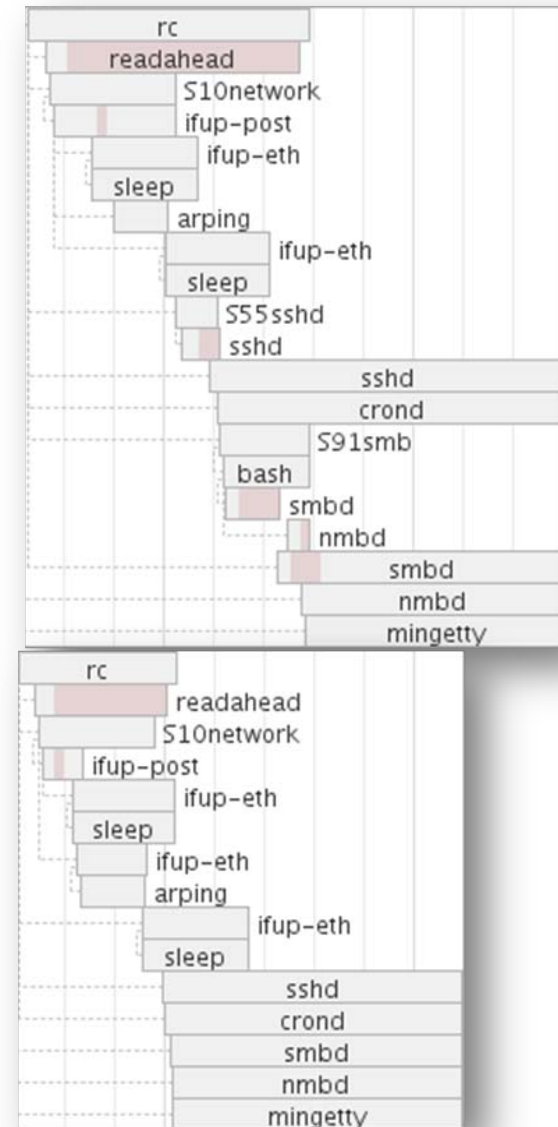 rc
readahead
S10network
ifup-post
ifup-eth
sleep
arping
ifup-eth
sleep
S55sshd
sshd
sshd
crond
S91smb
bash
smbd
nmbd
smbd
nmbd
mingetty
rc
readahead
S10network
ifup-post
ifup-eth
sleep
ifup-eth
arping
ifup-eth
sleep
sshd
crond
smbd
nmbd
mingetty